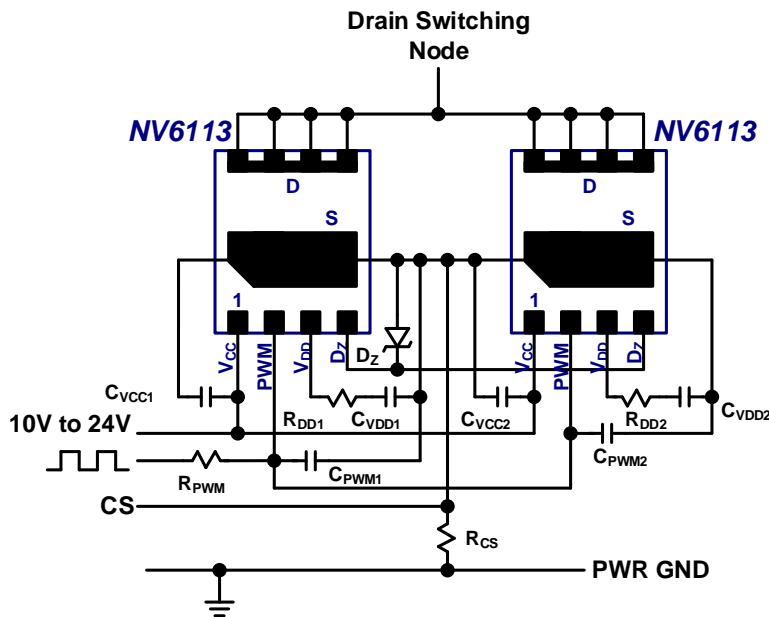 Drain Switching
Node
NV6113
NV6113
D
D
S
S
1
1
VCC
PWM
VDD
DZ
VCC
PWM
VDD
DZ
DZ
CVCC1
RDD1
CVDD1
CVCC2
RDD2
CVDD2
10V to 24V
CPWM1
CPWM2
RPWM
CS
RCS
PWR GND